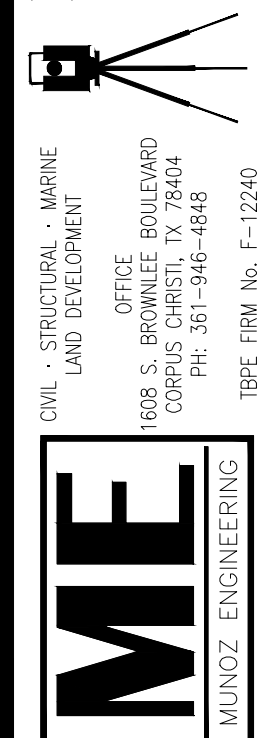 ME
MUNOZ ENGINEERING
CIVIL · STRUCTURAL · MARINE
LAND DEVELOPMENT
OFFICE
1608 S. BROWNLEE BOULEVARD
CORPUS CHRISTI, TX 78404
PH: 361-946-4848
TBPE FIRM No. F-12240